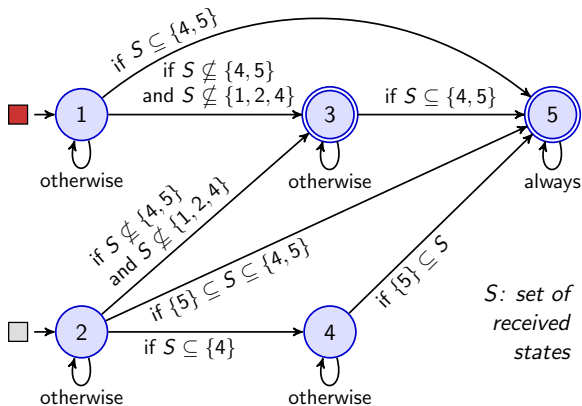 if S ⊆ {4, 5}
if S ⊈ {4, 5}
and S ⊈ {1, 2, 4}
if S ⊆ {4, 5}
1
3
5
otherwise
otherwise
always
if S ⊈ {4, 5}
and S ⊈ {1, 2, 4}
if {5} ⊆ S ⊆ {4, 5}
if {5} ⊆ S
S: set of
received
states
2
4
if S ⊆ {4}
otherwise
otherwise